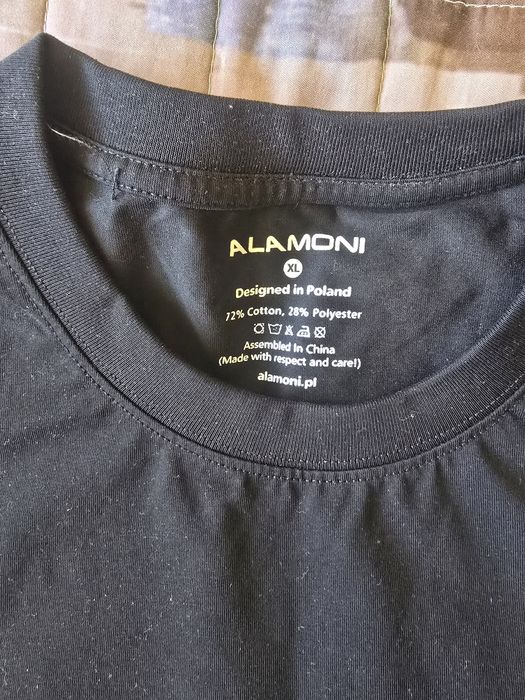 ALAMONI
XL
Designed in Poland
72% Cotton, 28% Polyester
Assembled In China
(Made with respect and care!)
alamoni.pl